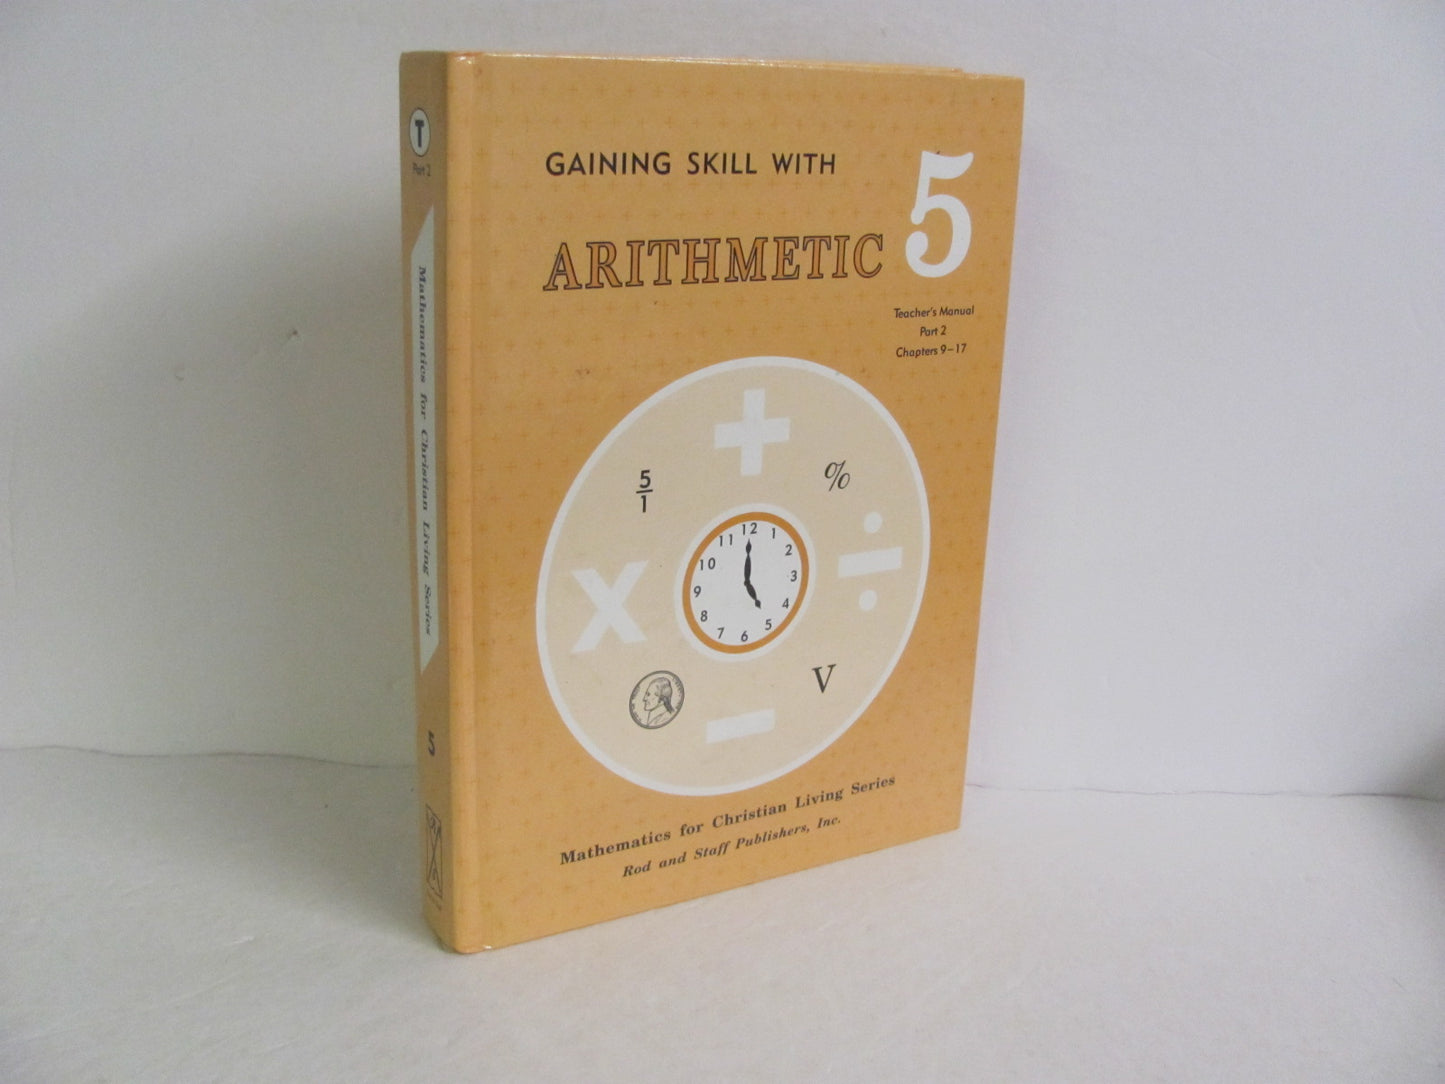 T
Part 2
Mathematics for Christian Living Series
5
GAINING SKILL WITH
ARITHMETIC 5
Teacher's Manual
Part 2
Chapters 9–17
+
5
1
%
12
11 1
10 2
9 3
8 4
7 5
6
÷
X
V
−
Mathematics for Christian Living Series
Rod and Staff Publishers, Inc.